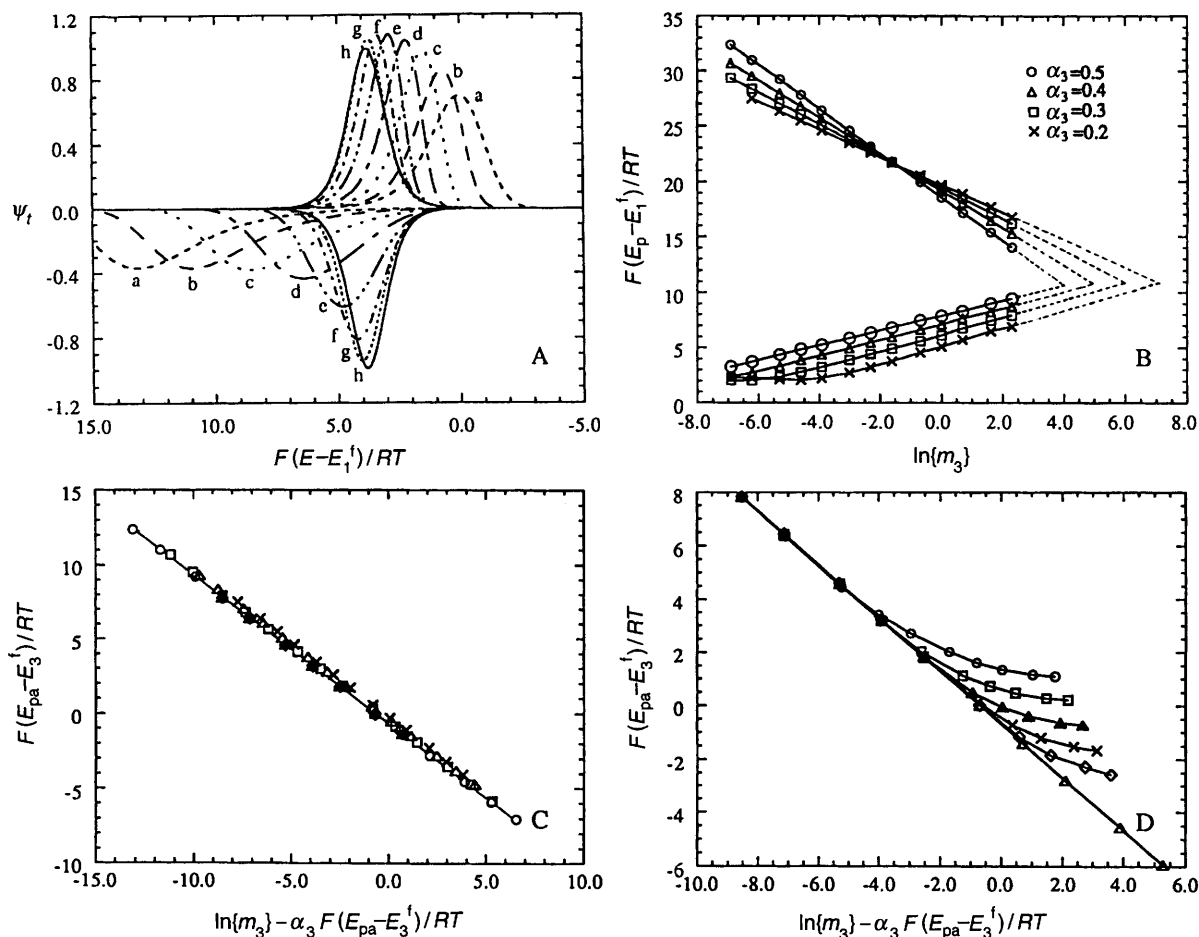 1.2
0.8
0.4
0.0
-0.4
-0.8
-1.2
ψt
g f e d c b a
h
a b c d e f g h
A
15.0 10.0 5.0 0.0 -5.0
F(E−E₁ᶠ)/RT
35
30
25
20
15
10
5
0
F(Ep−E₁ᶠ)/RT
α₃=0.5
α₃=0.4
α₃=0.3
α₃=0.2
B
-8.0 -6.0 -4.0 -2.0 0.0 2.0 4.0 6.0 8.0
ln{m₃}
15
10
5
0
-5
-10
F(Epa−E₃ᶠ)/RT
C
-15.0 -10.0 -5.0 0.0 5.0 10.0
ln{m₃}−α₃F(Epa−E₃ᶠ)/RT
8
6
4
2
0
-2
-4
-6
F(Epa−E₃ᶠ)/RT
D
-10.0 -8.0 -6.0 -4.0 -2.0 0.0 2.0 4.0 6.0
ln{m₃}−α₃F(Epa−E₃ᶠ)/RT